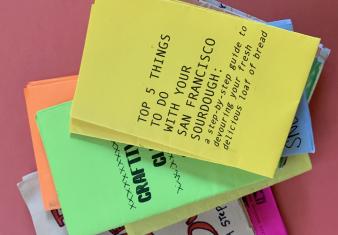 TOP 5 THINGS
TO DO
WITH YOUR
SAN FRANCISCO
SOURDOUGH:
a step-by-step guide to
devouring your fresh
delicious loaf of bread
STEP